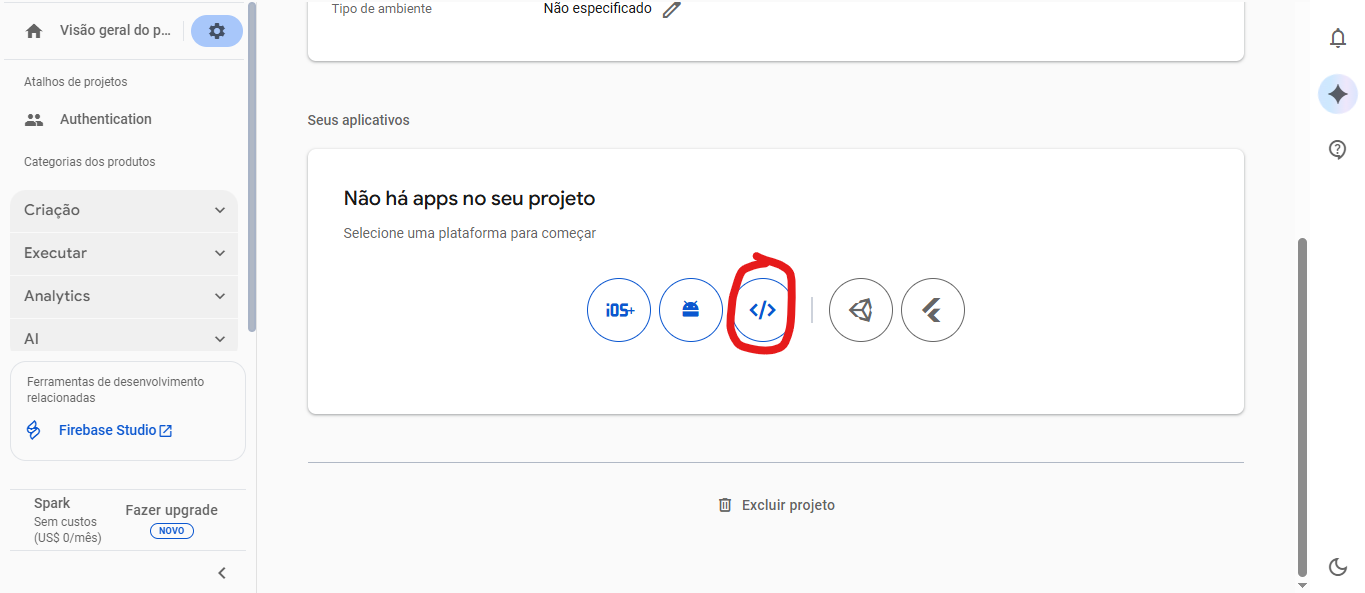 Visão geral do p...
Atalhos de projetos
Authentication
Categorias dos produtos
Criação
Executar
Analytics
AI
Ferramentas de desenvolvimento
relacionadas
Firebase Studio
Spark
Sem custos
(US$ 0/mês)
Fazer upgrade
NOVO
Tipo de ambiente
Não especificado
Seus aplicativos
Não há apps no seu projeto
Selecione uma plataforma para começar
iOS+
</>
Excluir projeto